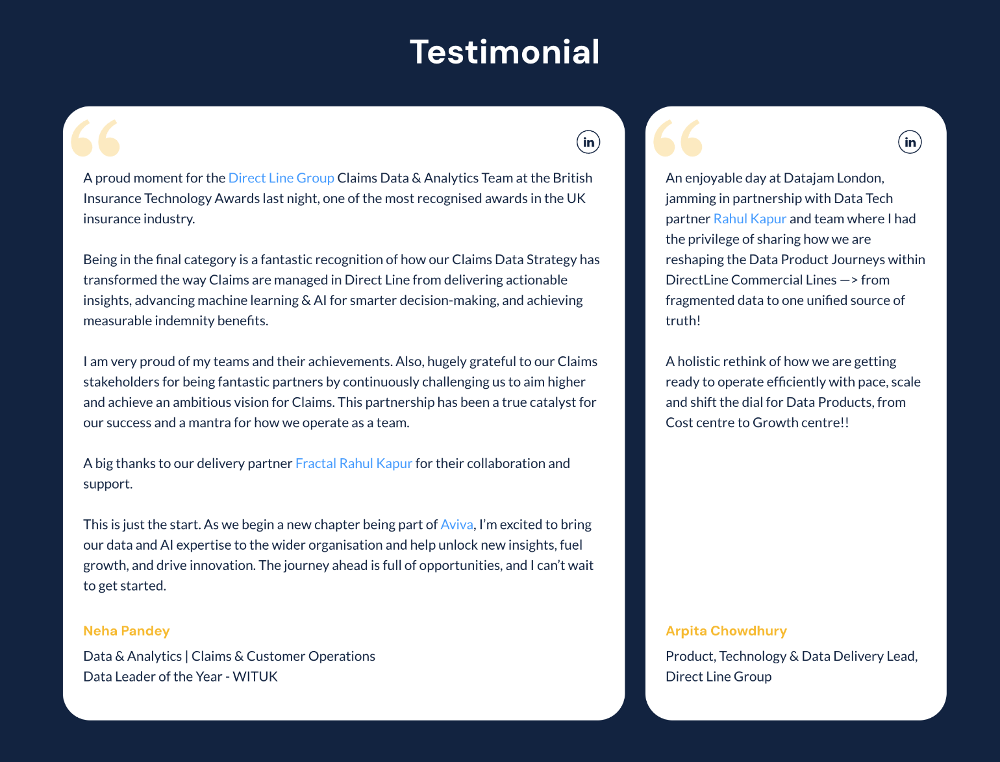 Testimonial
in
A proud moment for the Direct Line Group Claims Data & Analytics Team at the British
Insurance Technology Awards last night, one of the most recognised awards in the UK
insurance industry.
Being in the final category is a fantastic recognition of how our Claims Data Strategy has
transformed the way Claims are managed in Direct Line from delivering actionable
insights, advancing machine learning & AI for smarter decision-making, and achieving
measurable indemnity benefits.
I am very proud of my teams and their achievements. Also, hugely grateful to our Claims
stakeholders for being fantastic partners by continuously challenging us to aim higher
and achieve an ambitious vision for Claims. This partnership has been a true catalyst for
our success and a mantra for how we operate as a team.
A big thanks to our delivery partner Fractal Rahul Kapur for their collaboration and
support.
This is just the start. As we begin a new chapter being part of Aviva, I’m excited to bring
our data and AI expertise to the wider organisation and help unlock new insights, fuel
growth, and drive innovation. The journey ahead is full of opportunities, and I can’t wait
to get started.
Neha Pandey
Data & Analytics | Claims & Customer Operations
Data Leader of the Year - WITUK
in
An enjoyable day at Datajam London,
jamming in partnership with Data Tech
partner Rahul Kapur and team where I had
the privilege of sharing how we are
reshaping the Data Product Journeys within
DirectLine Commercial Lines —> from
fragmented data to one unified source of
truth!
A holistic rethink of how we are getting
ready to operate efficiently with pace, scale
and shift the dial for Data Products, from
Cost centre to Growth centre!!
Arpita Chowdhury
Product, Technology & Data Delivery Lead,
Direct Line Group